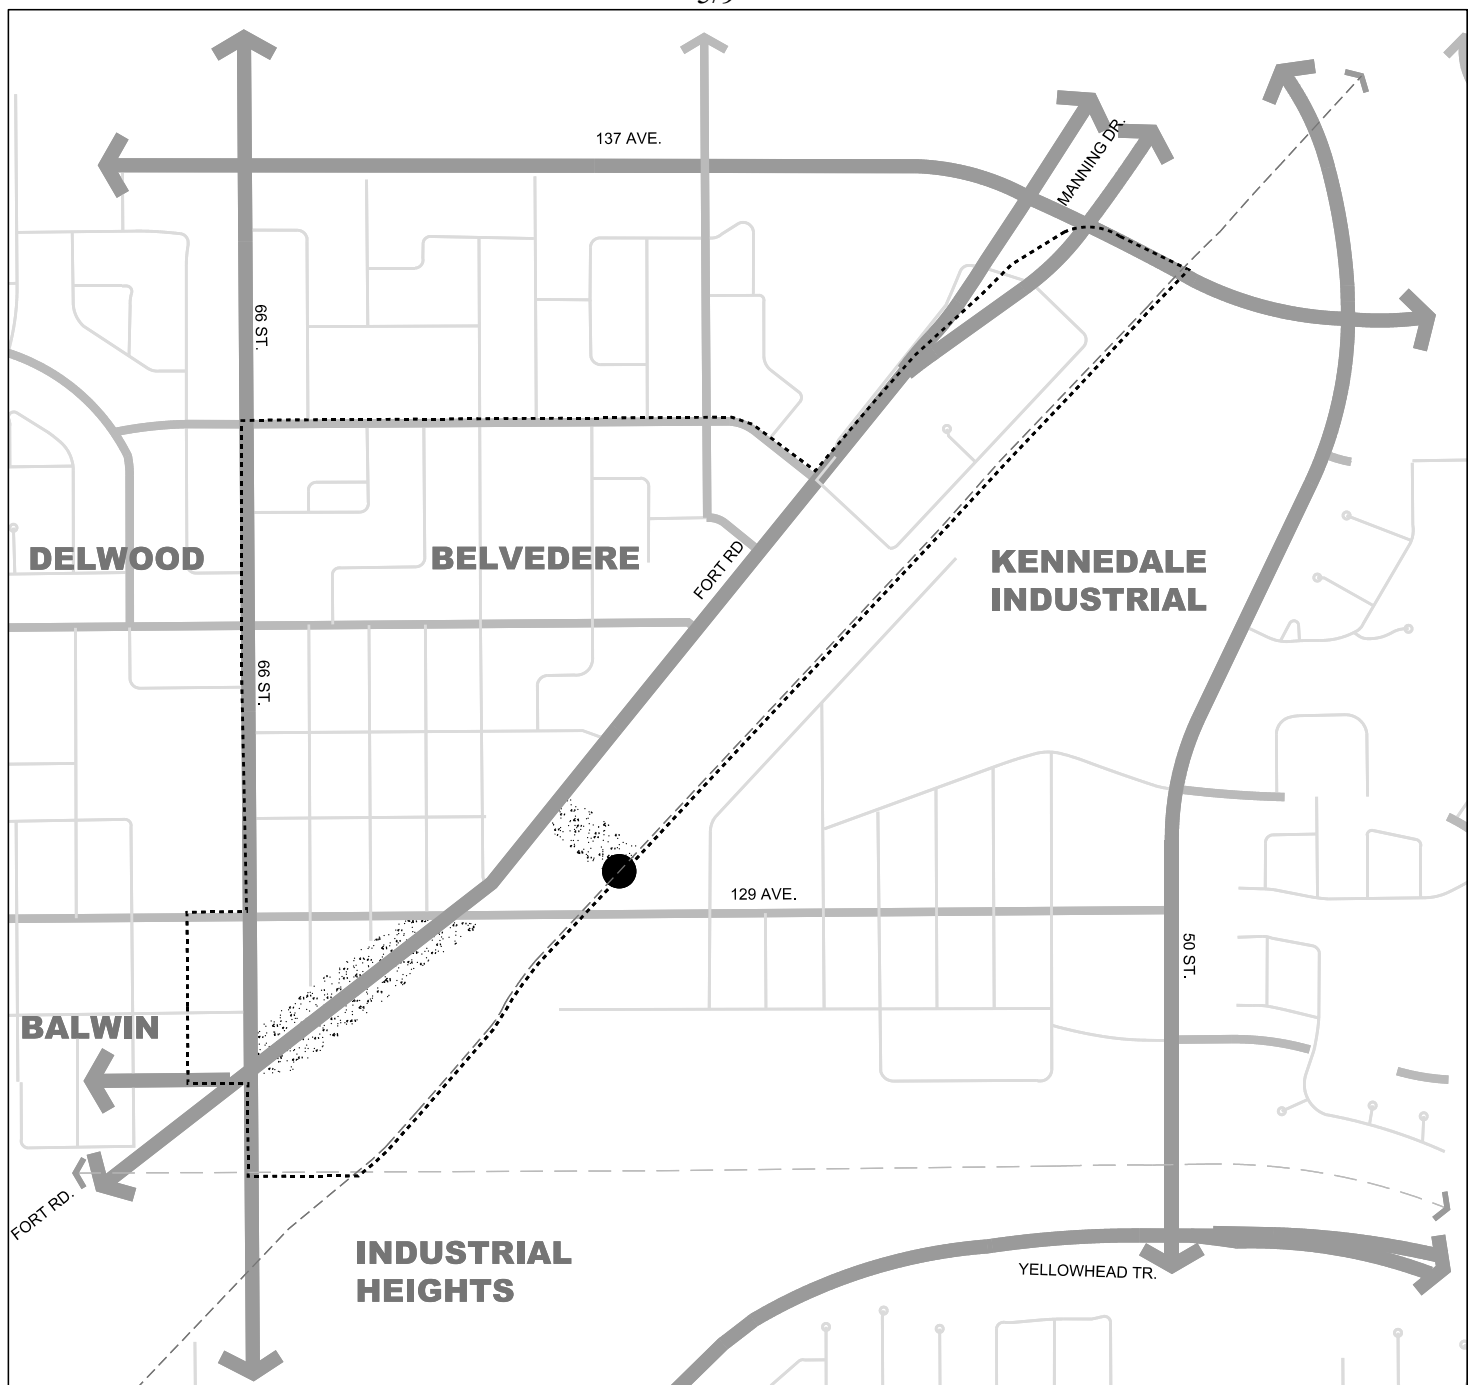 137 AVE.
MANNING DR.
66 ST.
DELWOOD
BELVEDERE
FORT RD
KENNEDALE
INDUSTRIAL
66 ST.
129 AVE.
50 ST.
BALWIN
FORT RD.
INDUSTRIAL
HEIGHTS
YELLOWHEAD TR.